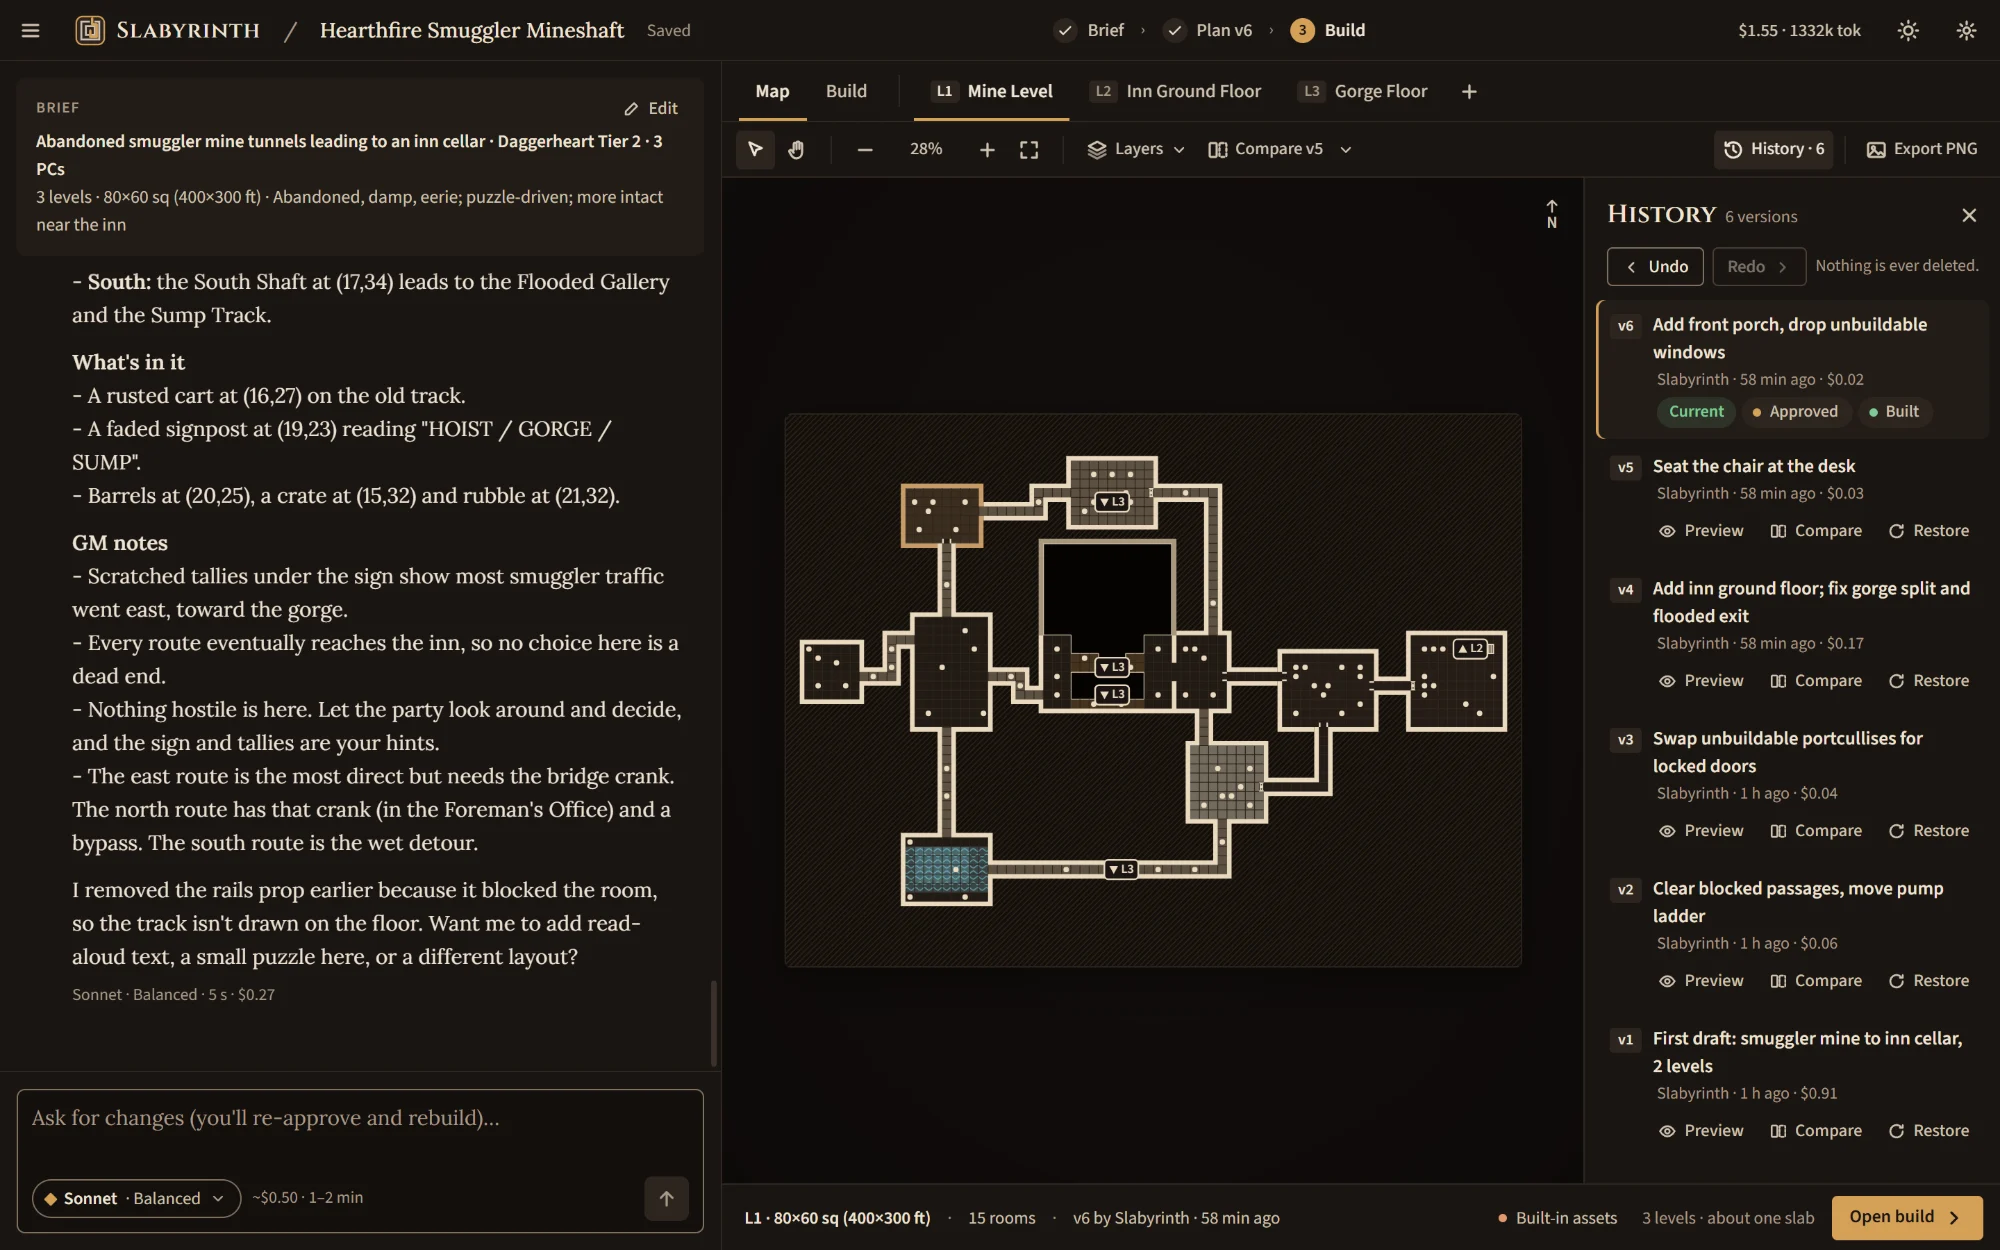 SLABYRINTH / Hearthfire Smuggler Mineshaft Saved
Brief › Plan v6 › 3 Build
$1.55 · 1332k tok
BRIEF
Edit
Abandoned smuggler mine tunnels leading to an inn cellar · Daggerheart Tier 2 · 3
PCs
3 levels · 80×60 sq (400×300 ft) · Abandoned, damp, eerie; puzzle-driven; more intact
near the inn
- South: the South Shaft at (17,34) leads to the Flooded Gallery
and the Sump Track.
What's in it
- A rusted cart at (16,27) on the old track.
- A faded signpost at (19,23) reading "HOIST / GORGE /
SUMP".
- Barrels at (20,25), a crate at (15,32) and rubble at (21,32).
GM notes
- Scratched tallies under the sign show most smuggler traffic
went east, toward the gorge.
- Every route eventually reaches the inn, so no choice here is a
dead end.
- Nothing hostile is here. Let the party look around and decide,
and the sign and tallies are your hints.
- The east route is the most direct but needs the bridge crank.
The north route has that crank (in the Foreman's Office) and a
bypass. The south route is the wet detour.
I removed the rails prop earlier because it blocked the room,
so the track isn't drawn on the floor. Want me to add read-
aloud text, a small puzzle here, or a different layout?
Sonnet · Balanced · 5 s · $0.27
Ask for changes (you'll re-approve and rebuild)...
Sonnet · Balanced
~$0.50 · 1–2 min
Map
Build
L1 Mine Level
L2 Inn Ground Floor
L3 Gorge Floor
+
28%
Layers
Compare v5
History · 6
Export PNG
N
▼ L3
▲ L2
▼ L3
▼ L3
▼ L3
HISTORY 6 versions
Undo
Redo
Nothing is ever deleted.
v6 Add front porch, drop unbuildable
windows
Slabyrinth · 58 min ago · $0.02
Current
Approved
Built
v5 Seat the chair at the desk
Slabyrinth · 58 min ago · $0.03
Preview Compare Restore
v4 Add inn ground floor; fix gorge split and
flooded exit
Slabyrinth · 58 min ago · $0.17
Preview Compare Restore
v3 Swap unbuildable portcullises for
locked doors
Slabyrinth · 1 h ago · $0.04
Preview Compare Restore
v2 Clear blocked passages, move pump
ladder
Slabyrinth · 1 h ago · $0.06
Preview Compare Restore
v1 First draft: smuggler mine to inn cellar,
2 levels
Slabyrinth · 1 h ago · $0.91
Preview Compare Restore
L1 · 80×60 sq (400×300 ft) · 15 rooms · v6 by Slabyrinth · 58 min ago
Built-in assets
3 levels · about one slab
Open build